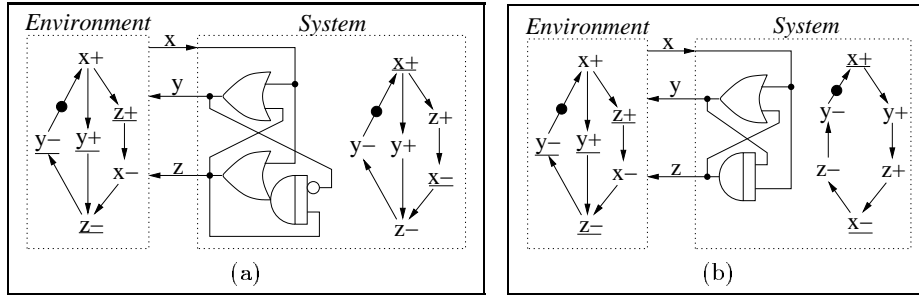 Environment
System
x
y
z
x+
z+
y−
y+
x−
z−
x+
z+
y−
y+
x−
z−
(a)
Environment
System
x
y
z
x+
z+
y−
y+
x−
z−
x+
y−
y+
z−
z+
x−
(b)